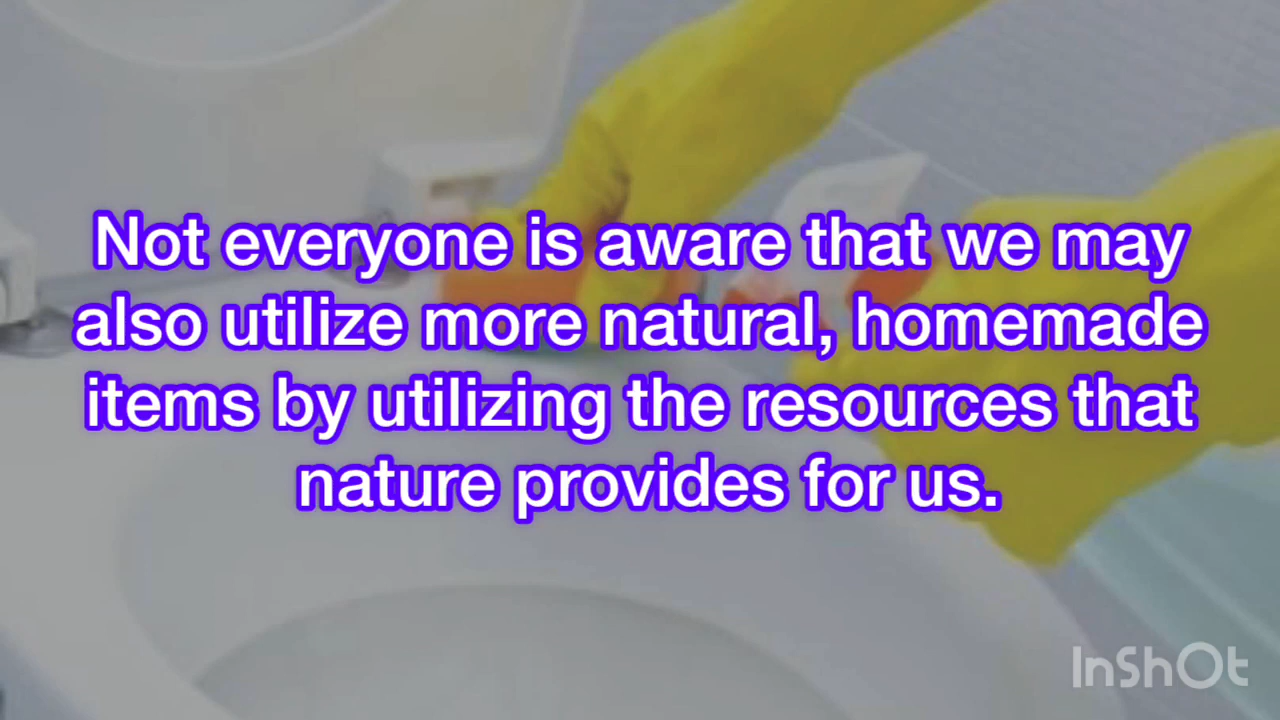 Not everyone is aware that we may
also utilize more natural, homemade
items by utilizing the resources that
nature provides for us.
InShOt